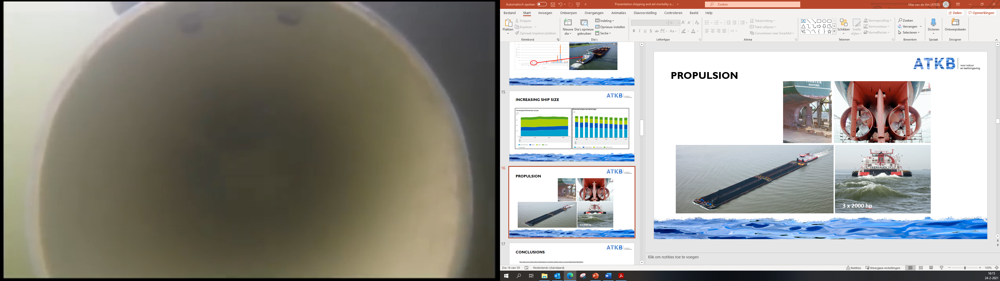 Automatisch opslaan
Presentation shipping and eel mortality o...
Zoeken
Max van de Ven (ATKB)
Bestand Start Invoegen Ontwerpen Overgangen Animaties Diavoorstelling Controleren Beeld Help
Delen Opmerkingen
Plakken
Knippen
Kopiëren
Opmaak kopiëren/plakken
Klembord
Nieuwe dia
Dia's opnieuw gebruiken
Indeling
Opnieuw instellen
Sectie
Dia's
18
Lettertype
Tekstrichting
Tekst uitlijnen
Converteren naar SmartArt
Alinea
Schikken
Snelle stijlen
Vormopvulling
Vormcontour
Vormeffecten
Tekenen
Zoeken
Vervangen
Selecteren
Bewerken
Dicteren
Spraak
Ontwerpideeën
Designer
15
ATKB
INCREASING SHIP SIZE
16
ATKB
PROPULSION
3 x 2000 hp
17
ATKB
CONCLUSIONS
ATKB
voor natuur
en leefomgeving
PROPULSION
OOSTENDE
VEERHAVEN IV
3 x 2000 hp
Klik om notities toe te voegen
Dia 16 van 39
Nederlands (standaard)
Notities
Weergave-instellingen
100%
16:15
24-2-2021